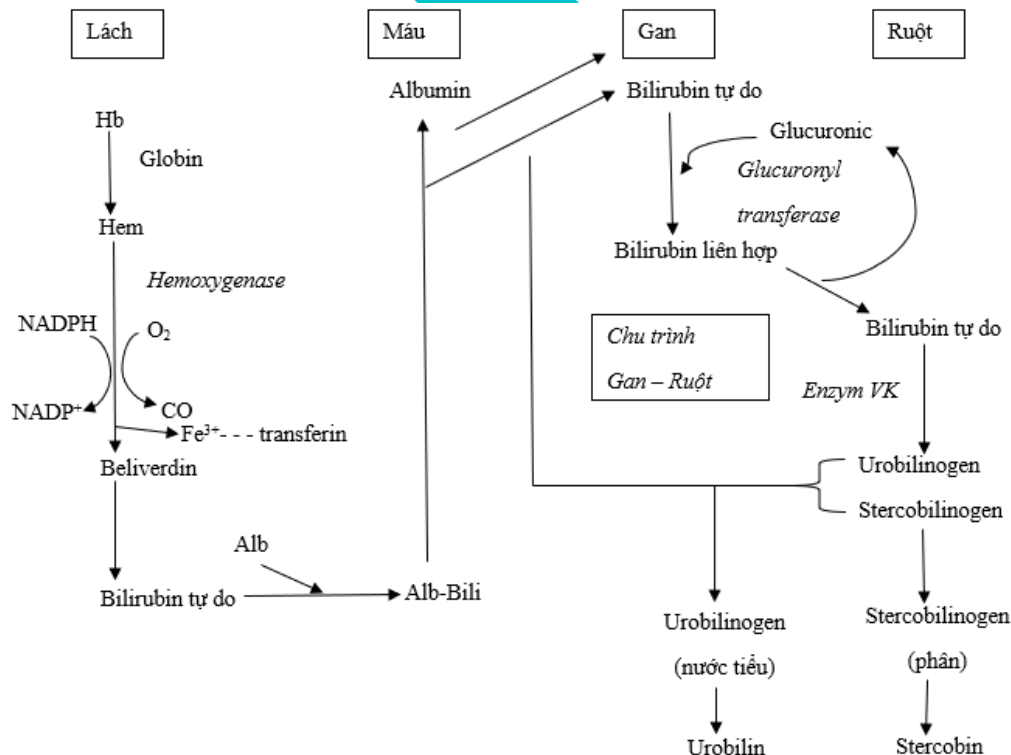 Lách
Máu
Gan
Ruột
Albumin
Bilirubin tự do
Hb
Globin
Glucuronic
Glucuronyl
transferase
Hem
Bilirubin liên hợp
Hemoxygenase
NADPH
O₂
Bilirubin tự do
Chu trình
Gan – Ruột
Enzym VK
NADP⁺
CO
Fe³⁺- - - transferin
Beliverdin
Urobilinogen
Stercobilinogen
Alb
Bilirubin tự do
Alb-Bili
Urobilinogen
(nước tiểu)
Urobilin
Stercobilinogen
(phân)
Stercobin